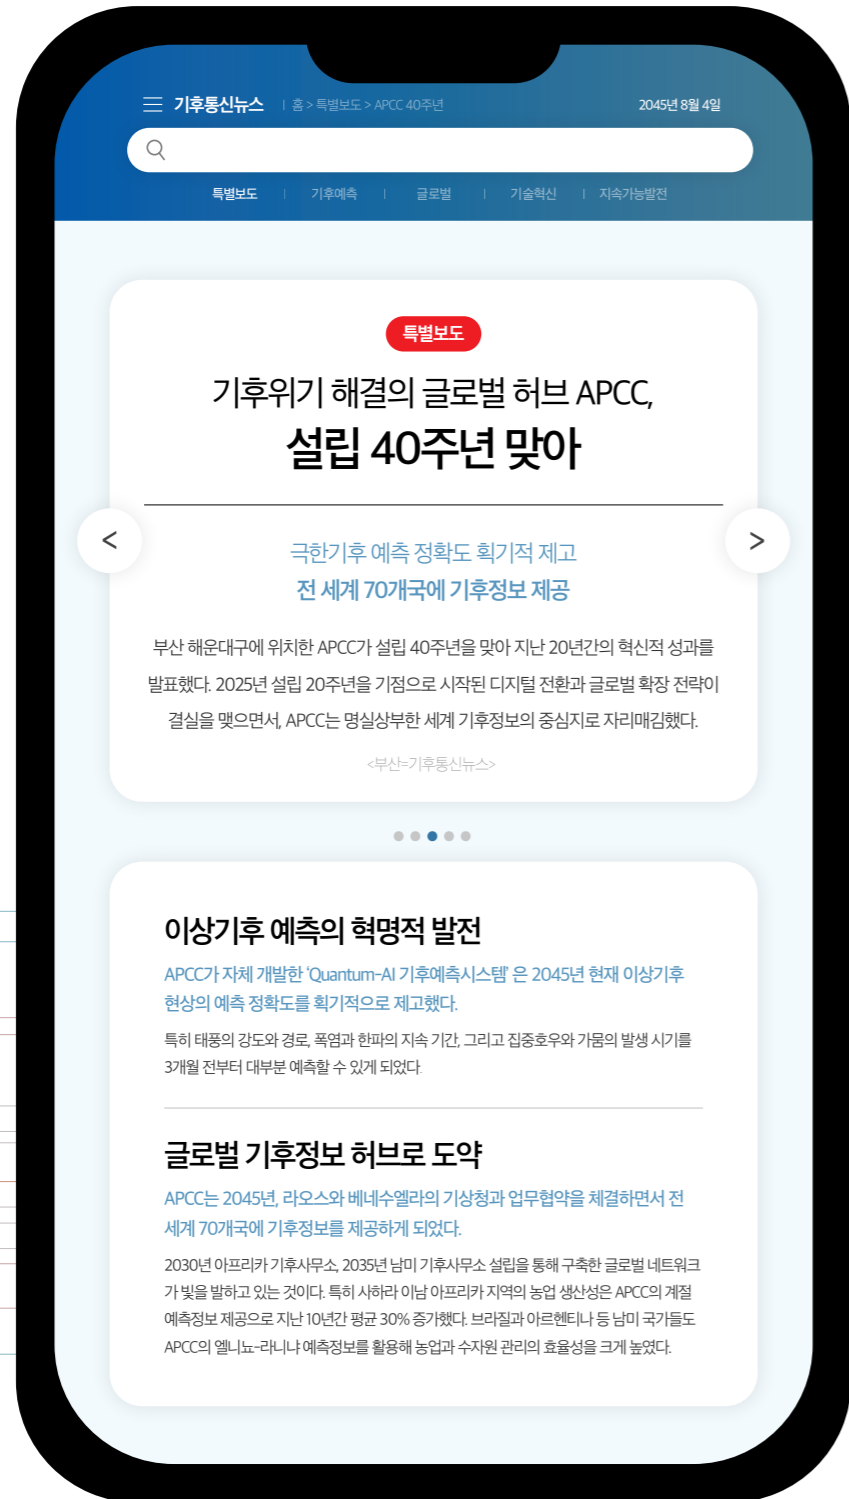 기후통신뉴스 | 홈 > 특별보도 > APCC 40주년 2045년 8월 4일
특별보도 | 기후예측 | 글로벌 | 기술혁신 | 지속가능발전
특별보도
기후위기 해결의 글로벌 허브 APCC,
설립 40주년 맞아
< >
극한기후 예측 정확도 획기적 제고
전 세계 70개국에 기후정보 제공
부산 해운대구에 위치한 APCC가 설립 40주년을 맞아 지난 20년간의 혁신적 성과를
발표했다. 2025년 설립 20주년을 기점으로 시작된 디지털 전환과 글로벌 확장 전략이
결실을 맺으면서, APCC는 명실상부한 세계 기후정보의 중심지로 자리매김했다.
<부산=기후통신뉴스>
이상기후 예측의 혁명적 발전
APCC가 자체 개발한 ‘Quantum-AI 기후예측시스템’ 은 2045년 현재 이상기후
현상의 예측 정확도를 획기적으로 제고했다.
특히 태풍의 강도와 경로, 폭염과 한파의 지속 기간, 그리고 집중호우와 가뭄의 발생 시기를
3개월 전부터 대부분 예측할 수 있게 되었다.
글로벌 기후정보 허브로 도약
APCC는 2045년, 라오스와 베네수엘라의 기상청과 업무협약을 체결하면서 전
세계 70개국에 기후정보를 제공하게 되었다.
2030년 아프리카 기후사무소, 2035년 남미 기후사무소 설립을 통해 구축한 글로벌 네트워크
가 빛을 발하고 있는 것이다. 특히 사하라 이남 아프리카 지역의 농업 생산성은 APCC의 계절
예측정보 제공으로 지난 10년간 평균 30% 증가했다. 브라질과 아르헨티나 등 남미 국가들도
APCC의 엘니뇨-라니냐 예측정보를 활용해 농업과 수자원 관리의 효율성을 크게 높였다.